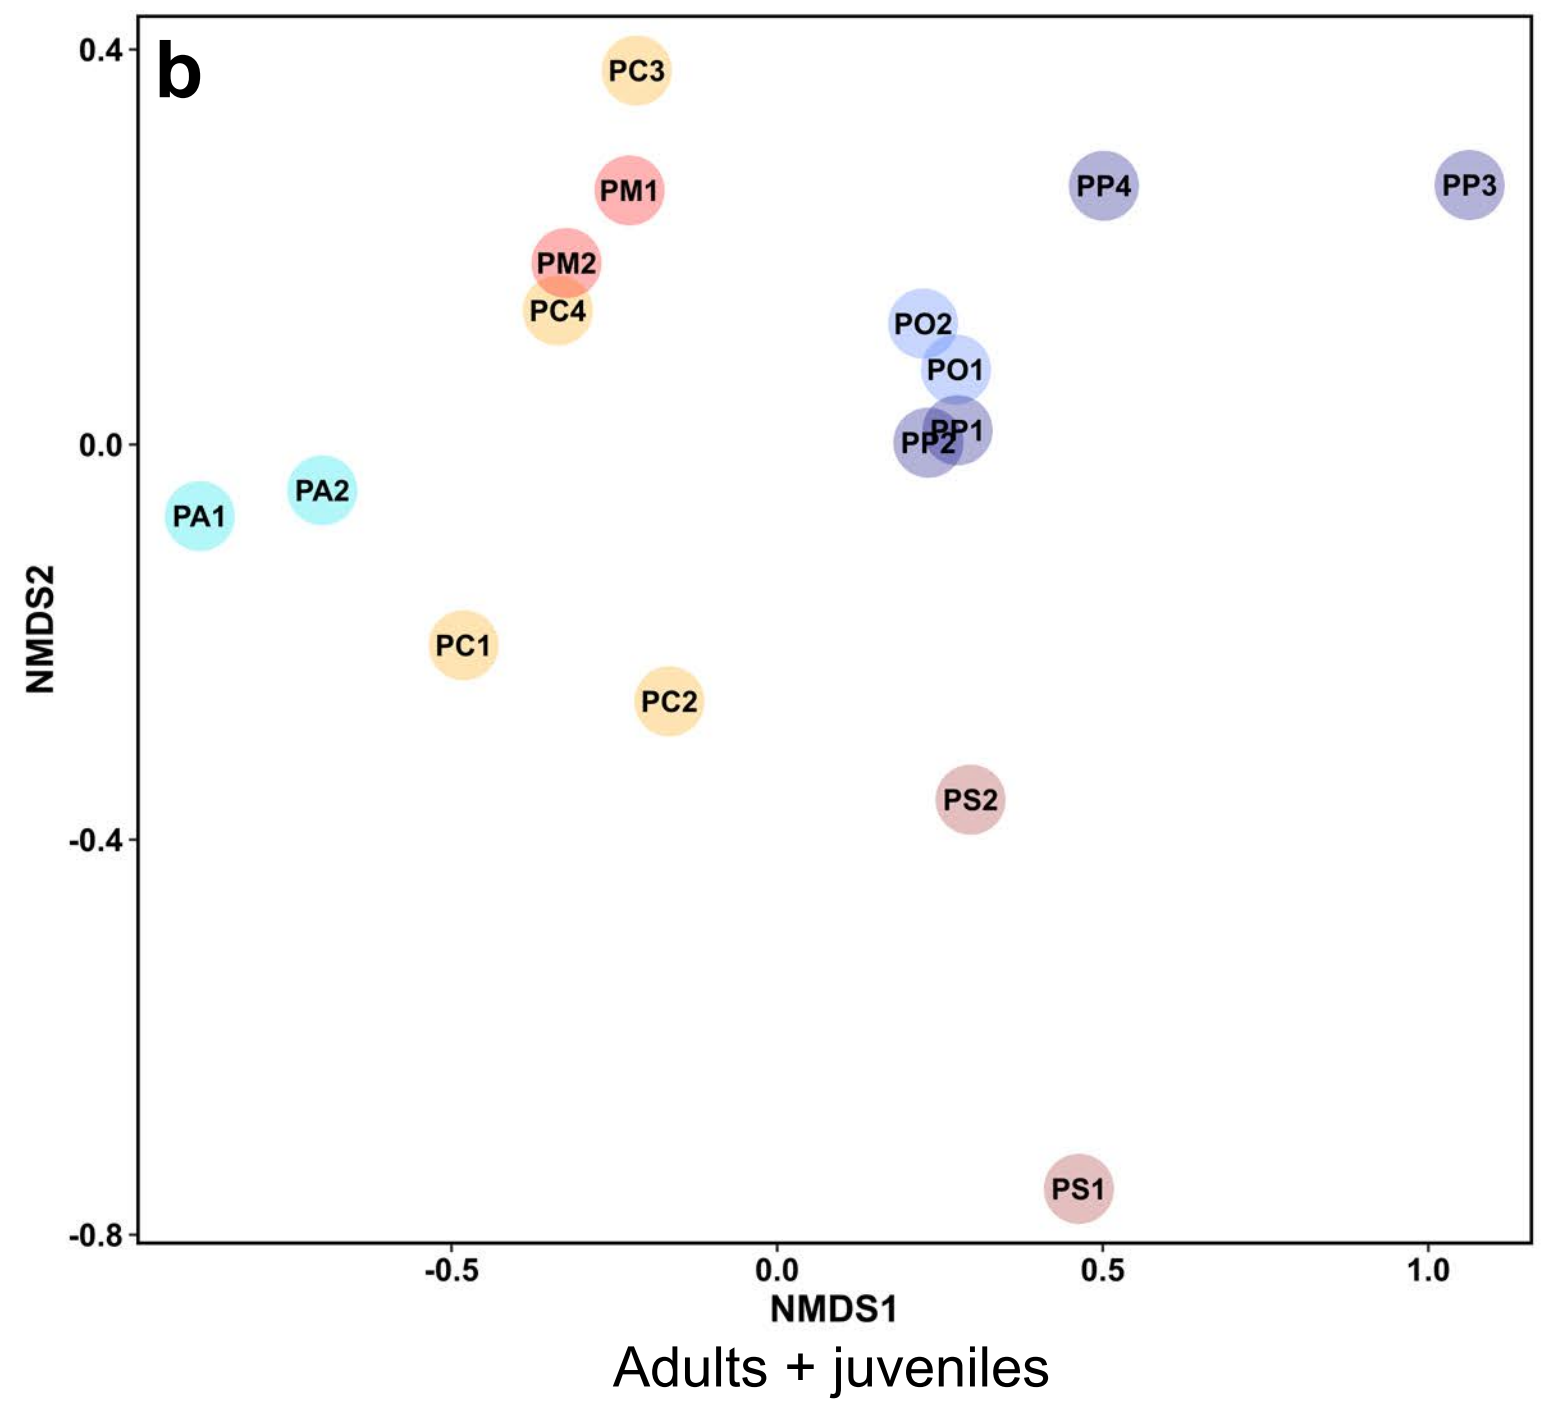 b
0.4
0.0
-0.4
-0.8
NMDS2
PC3
PM1
PP4
PP3
PM2
PC4
PO2
PO1
PP1
PP2
PA2
PA1
PC1
PC2
PS2
PS1
-0.5
0.0
0.5
1.0
NMDS1
Adults + juveniles